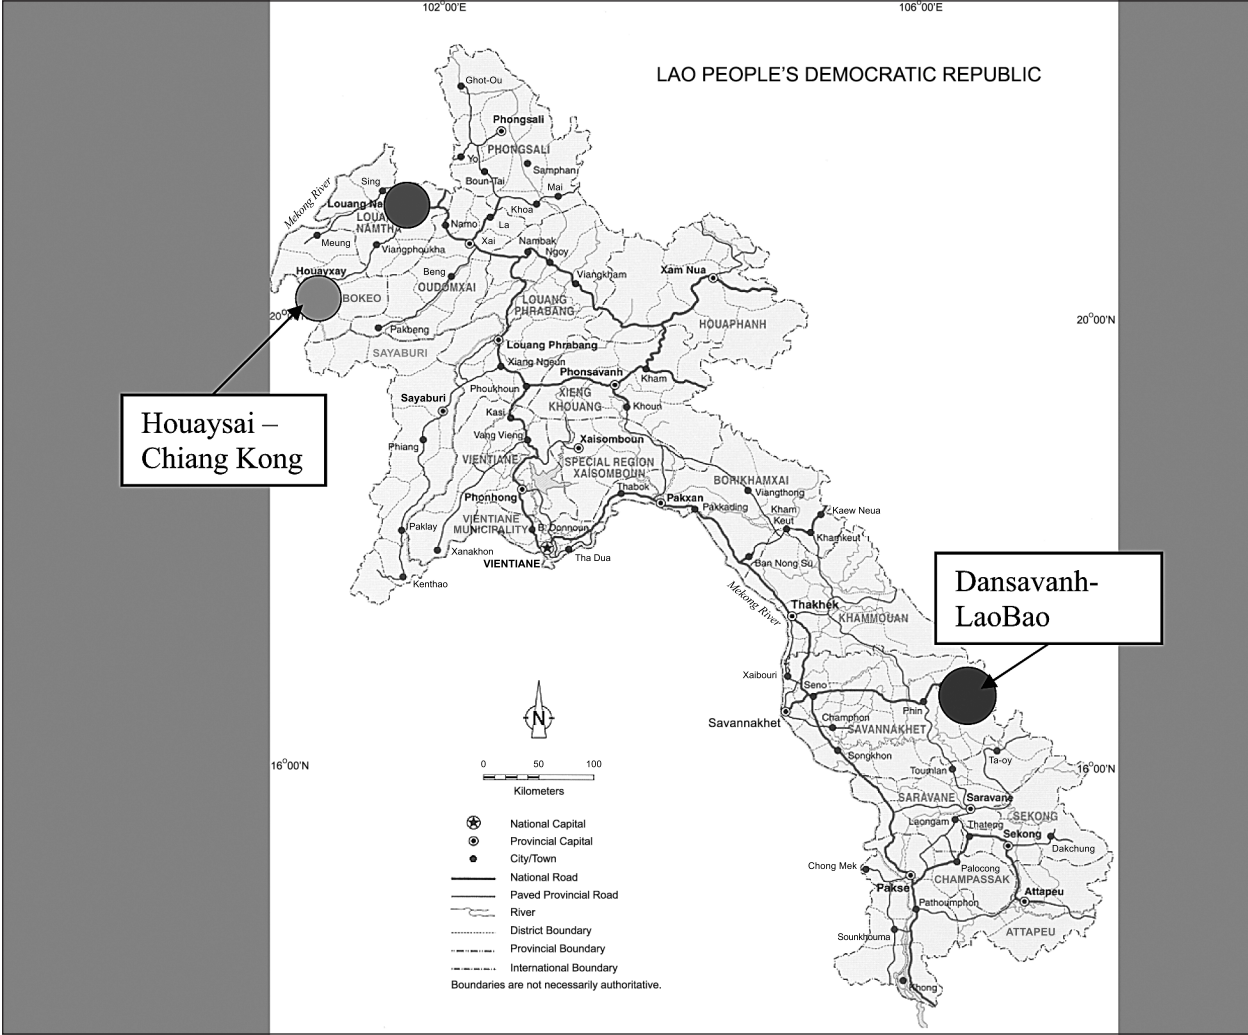 102°00'E
106°00'E
LAO PEOPLE'S DEMOCRATIC REPUBLIC
Ghot-Ou
Phongsali
PHONGSALI
Yo
Samphan
Boun-Tai
Mai
Sing
Mekong River
Louang Na
Khoa
LOUA
NAMTHA
Namo
La
Meung
Viangphoukha
Xai
Nambak
Ngoy
Houayxay
Beng
Viangkham
Xam Nua
BOKEO
OUDOMXAI
LOUANG
PHRABANG
20°00'N
20°00'N
HOUAPHANH
Pakbeng
SAYABURI
Louang Phrabang
Xiang Ngeun
Phonsavanh
Kham
Phoukhoun
XIENG
KHOUANG
Sayaburi
Khoun
Kasi
Houaysai –
Chiang Kong
Phiang
Vang Vieng
Xaisomboun
VIENTIANE
SPECIAL REGION
XAISOMBOUN
BORIKHAMXAI
Viangthong
Thabok
Phonhong
Pakxan
Pakkading
Kham
Keut
Kaew Neua
VIENTIANE
MUNICIPALITY
B. Donnoun
Paklay
Khamkeut
Xanakhon
VIENTIANE
Tha Dua
Ban Nong Su
Kenthao
Dansavanh-
LaoBao
Mekong River
Thakhek
KHAMMOUAN
Xaibouri
Seno
Phin
Savannakhet
Champhon
SAVANNAKHET
Songkhon
Ta-oy
N
16°00'N
16°00'N
Toumlan
0 50 100
Kilometers
SARAVANE
Saravane
SEKONG
Laongam
Thateng
Sekong
Dakchung
National Capital
Provincial Capital
City/Town
Chong Mek
Palocong
CHAMPASSAK
National Road
Pakse
Attapeu
Paved Provincial Road
Pathoumphon
River
District Boundary
Sounkhouma
ATTAPEU
Provincial Boundary
International Boundary
Boundaries are not necessarily authoritative.
Khong